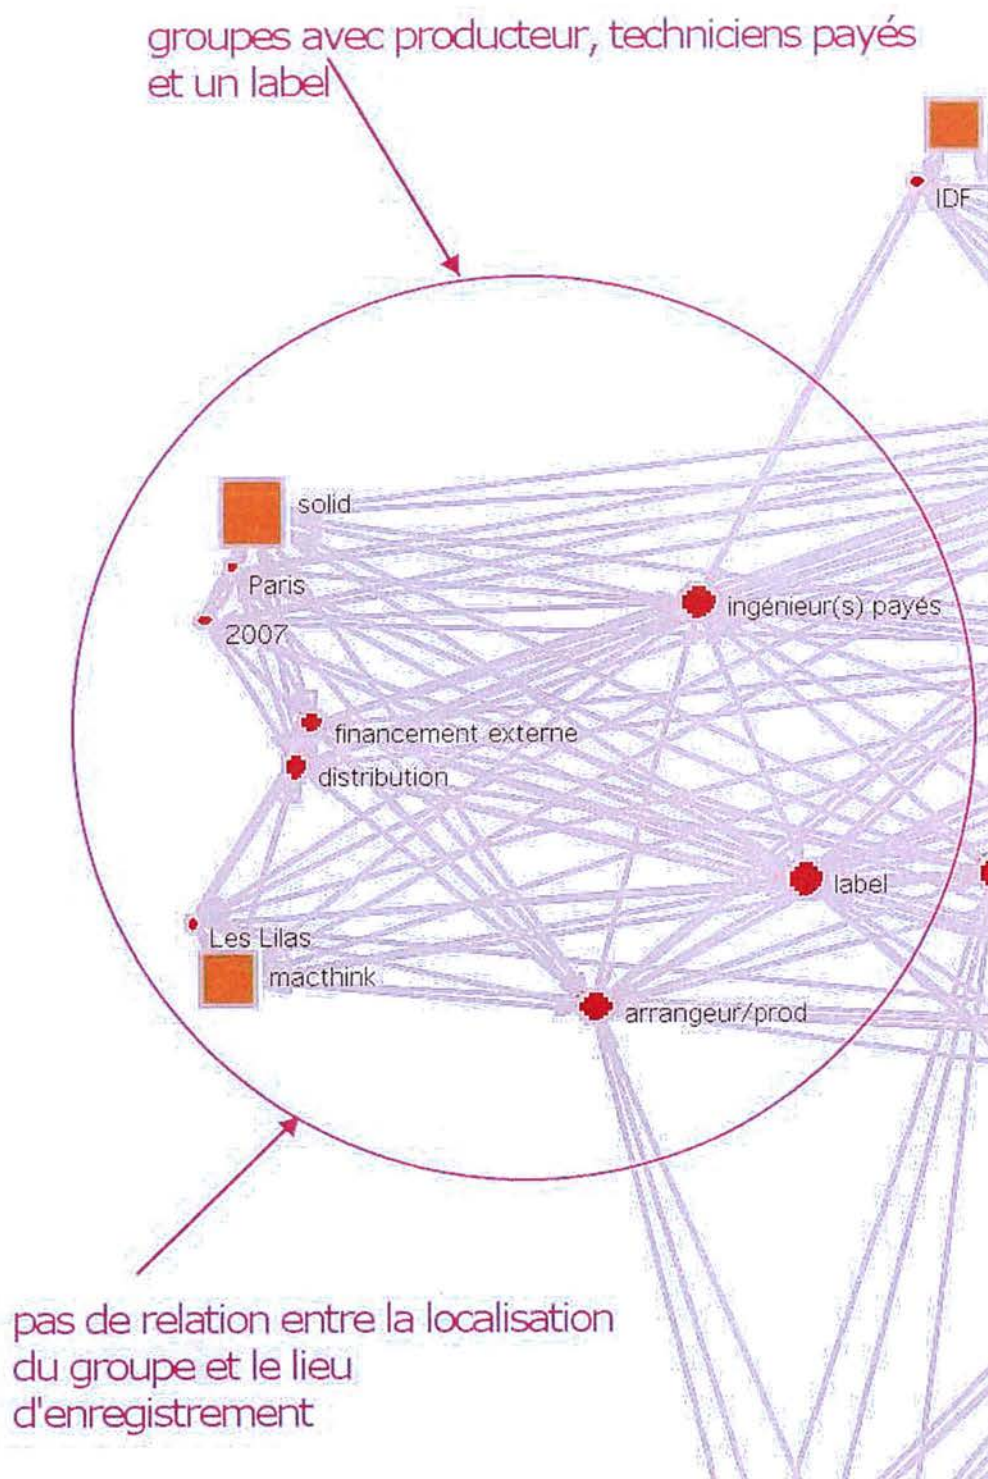 groupes avec producteur, techniciens payés
et un label
IDF
solid
Paris
ingénieur(s) payés
2007
financement externe
distribution
label
Les Lilas
macthink
arrangeur/prod
pas de relation entre la localisation
du groupe et le lieu
d'enregistrement